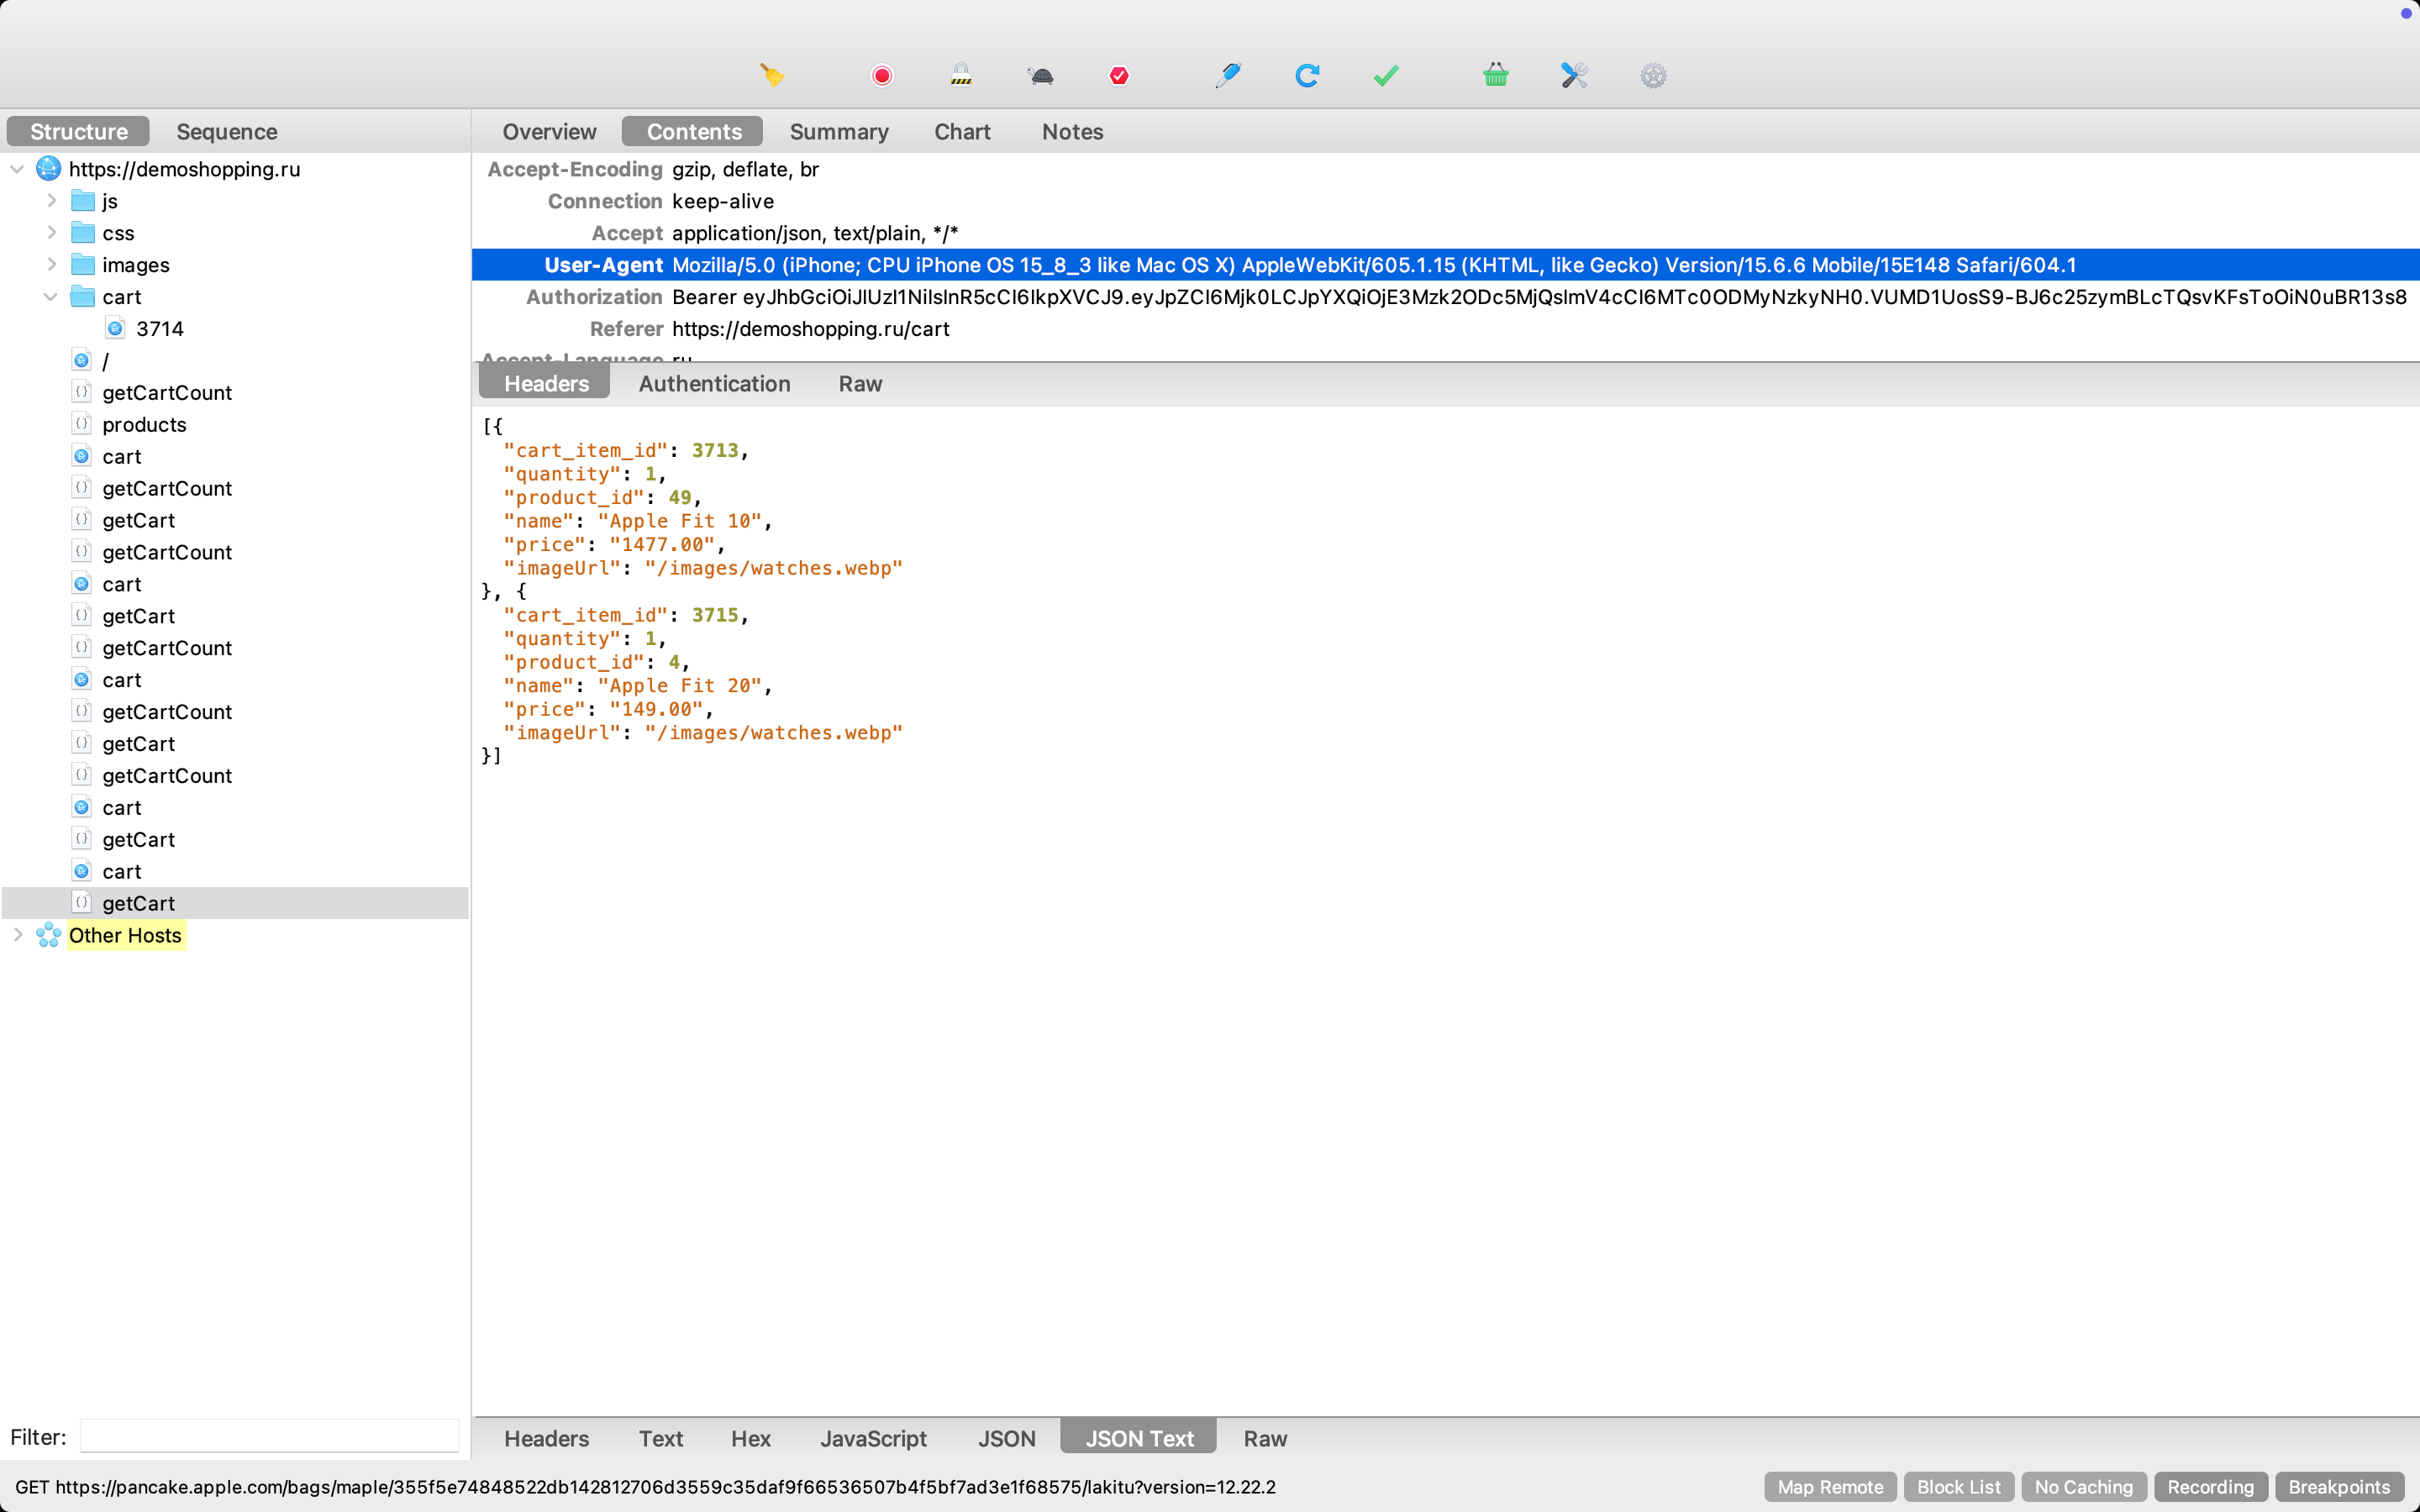 Structure Sequence
Overview Contents Summary Chart Notes
https://demoshopping.ru
js
css
images
cart
3714
/
getCartCount
products
cart
getCartCount
getCart
getCartCount
cart
getCart
getCartCount
cart
getCartCount
getCart
getCartCount
cart
getCart
cart
getCart
Other Hosts
Filter:
Accept-Encoding gzip, deflate, br
Connection keep-alive
Accept application/json, text/plain, */*
User-Agent Mozilla/5.0 (iPhone; CPU iPhone OS 15_8_3 like Mac OS X) AppleWebKit/605.1.15 (KHTML, like Gecko) Version/15.6.6 Mobile/15E148 Safari/604.1
Authorization Bearer eyJhbGciOiJIUzI1NiIsInR5cCI6IkpXVCJ9.eyJpZCI6Mjk0LCJpYXQiOjE3Mzk2ODc5MjQsImV4cCI6MTc0ODMyNzkyNH0.VUMD1UosS9-BJ6c25zymBLcTQsvKFsToOiN0uBR13s8
Referer https://demoshopping.ru/cart
Accept-Language ru
Headers Authentication Raw
[{
"cart_item_id": 3713,
"quantity": 1,
"product_id": 49,
"name": "Apple Fit 10",
"price": "1477.00",
"imageUrl": "/images/watches.webp"
}, {
"cart_item_id": 3715,
"quantity": 1,
"product_id": 4,
"name": "Apple Fit 20",
"price": "149.00",
"imageUrl": "/images/watches.webp"
}]
Headers Text Hex JavaScript JSON JSON Text Raw
GET https://pancake.apple.com/bags/maple/355f5e74848522db142812706d3559c35daf9f66536507b4f5bf7ad3e1f68575/lakitu?version=12.22.2
Map Remote Block List No Caching Recording Breakpoints